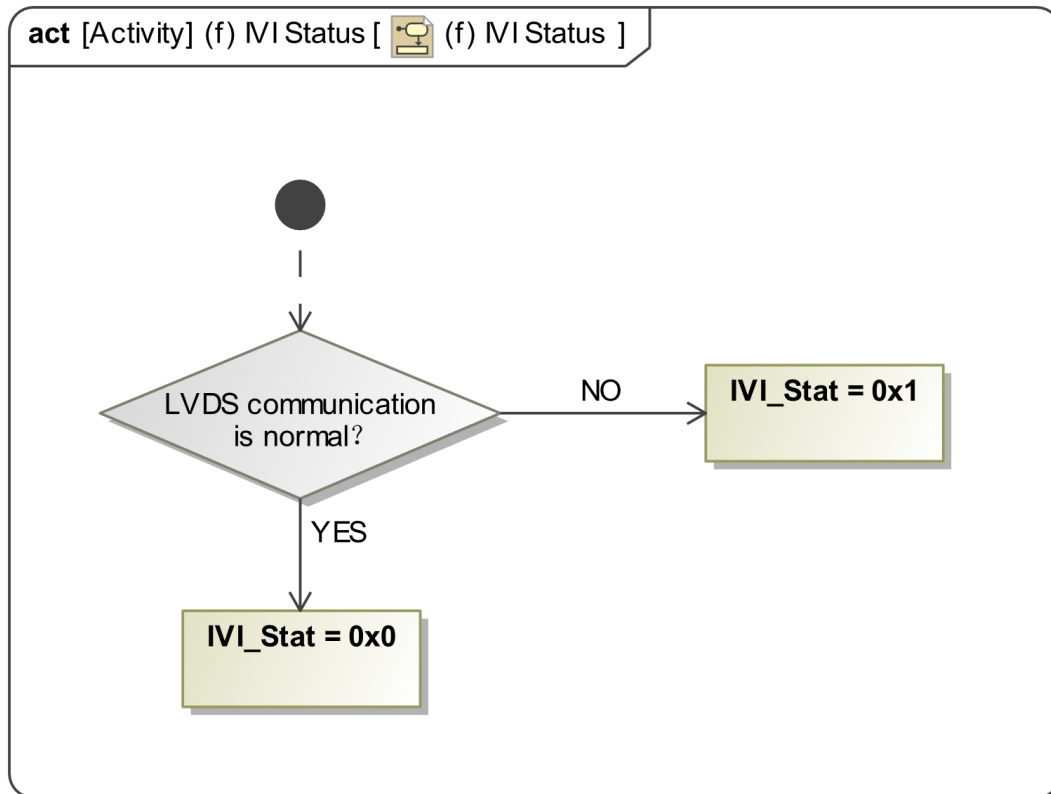 act [Activity] (f) IVI Status [ (f) IVI Status ]
LVDS communication
is normal？
NO
IVI_Stat = 0x1
YES
IVI_Stat = 0x0